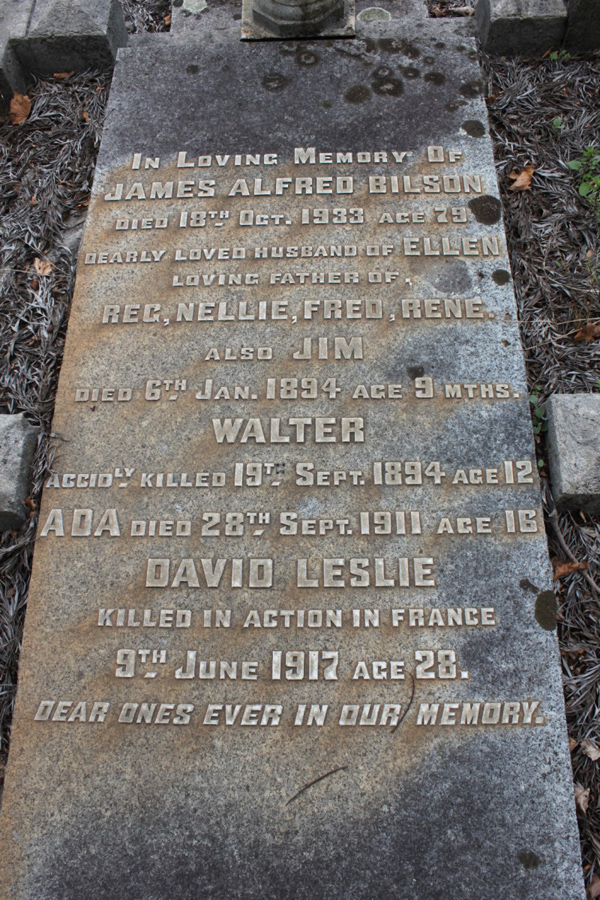 In Loving Memory Of
JAMES ALFRED BILSON
DIED 18TH OCT. 1933 AGE 79
DEARLY LOVED HUSBAND OF ELLEN
LOVING FATHER OF,
REG, NELLIE, FRED, RENE.
ALSO JIM
DIED 6TH JAN. 1894 AGE 9 MTHS.
WALTER
ACCIDLY KILLED 19TH SEPT. 1894 AGE 12
ADA DIED 28TH SEPT. 1911 AGE 16
DAVID LESLIE
KILLED IN ACTION IN FRANCE
9TH JUNE 1917 AGE 28.
DEAR ONES EVER IN OUR MEMORY.